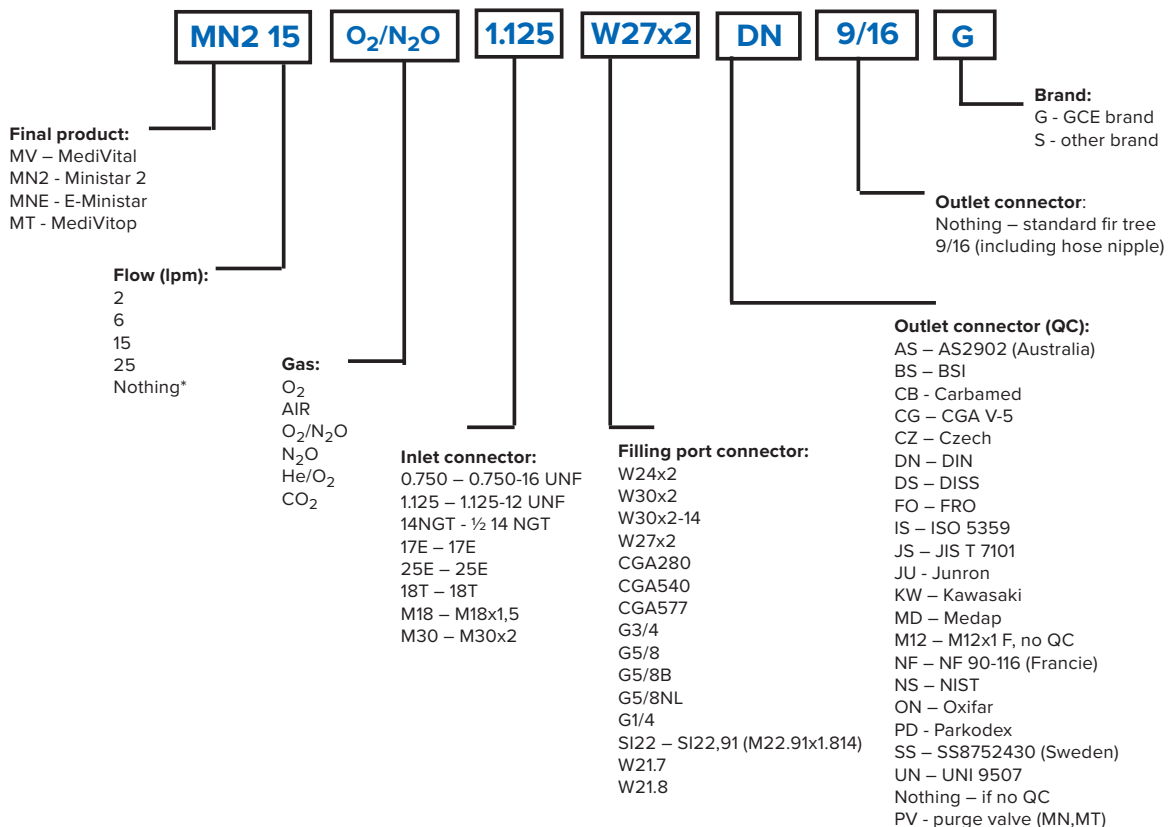 MN2 15 O₂/N₂O 1.125 W27x2 DN 9/16 G
Brand:
G - GCE brand
S - other brand
Final product:
MV – MediVital
MN2 - Ministar 2
MNE - E-Ministar
MT - MediVitop
Outlet connector:
Nothing – standard fir tree
9/16 (including hose nipple)
Flow (lpm):
2
6
15
25
Nothing*
Gas:
O₂
AIR
O₂/N₂O
N₂O
He/O₂
CO₂
Inlet connector:
0.750 – 0.750-16 UNF
1.125 – 1.125-12 UNF
14NGT - ½ 14 NGT
17E – 17E
25E – 25E
18T – 18T
M18 – M18x1,5
M30 – M30x2
Filling port connector:
W24x2
W30x2
W30x2-14
W27x2
CGA280
CGA540
CGA577
G3/4
G5/8
G5/8B
G5/8NL
G1/4
SI22 – SI22,91 (M22.91x1.814)
W21.7
W21.8
Outlet connector (QC):
AS – AS2902 (Australia)
BS – BSI
CB - Carbamed
CG – CGA V-5
CZ – Czech
DN – DIN
DS – DISS
FO – FRO
IS – ISO 5359
JS – JIS T 7101
JU - Junron
KW – Kawasaki
MD – Medap
M12 – M12x1 F, no QC
NF – NF 90-116 (Francie)
NS – NIST
ON – Oxifar
PD - Parkodex
SS – SS8752430 (Sweden)
UN – UNI 9507
Nothing – if no QC
PV - purge valve (MN,MT)